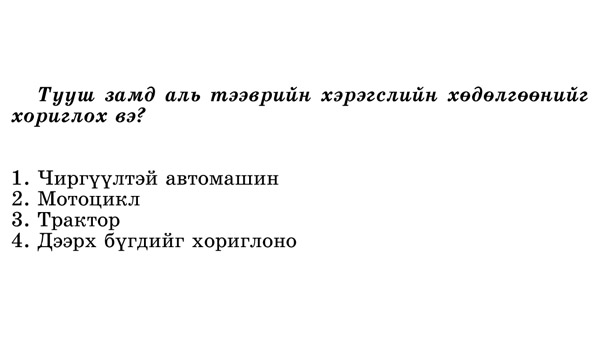 Тууш замд аль тээврийн хэрэгслийн хөдөлгөөнийг
хориглох вэ?
1. Чиргүүлтэй автомашин
2. Мотоцикл
3. Трактор
4. Дээрх бүгдийг хориглоно